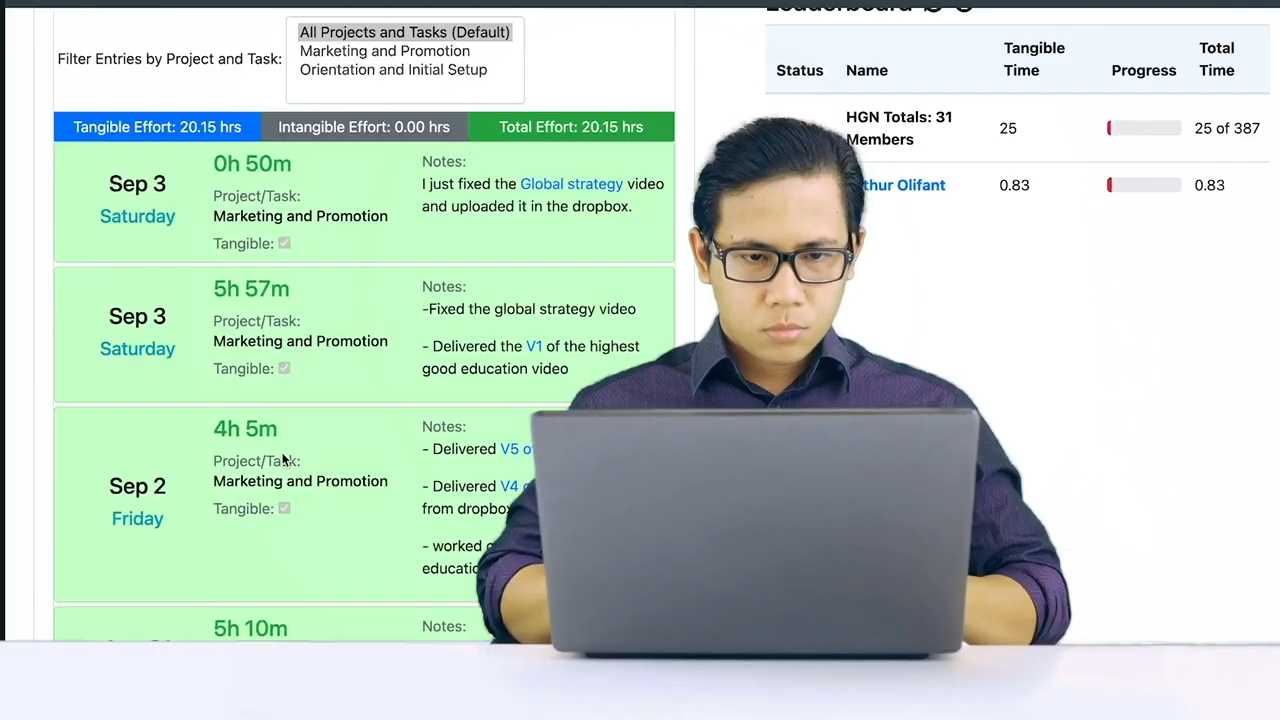 Filter Entries by Project and Task:
All Projects and Tasks (Default)
Marketing and Promotion
Orientation and Initial Setup
Tangible Effort: 20.15 hrs
Intangible Effort: 0.00 hrs
Total Effort: 20.15 hrs
Sep 3
Saturday
0h 50m
Project/Task:
Marketing and Promotion
Tangible:
Notes:
I just fixed the Global strategy video
and uploaded it in the dropbox.
Sep 3
Saturday
5h 57m
Project/Task:
Marketing and Promotion
Tangible:
Notes:
-Fixed the global strategy video
- Delivered the V1 of the highest
good education video
Sep 2
Friday
4h 5m
Project/Task:
Marketing and Promotion
Tangible:
Notes:
- Delivered V5
- Delivered V4
from
- worked
5h 10m
Notes:
Leaderboard
Status
Name
Tangible
Time
Progress
Total
Time
HGN Totals: 31
Members
25
25 of 387
Olifant
0.83
0.83